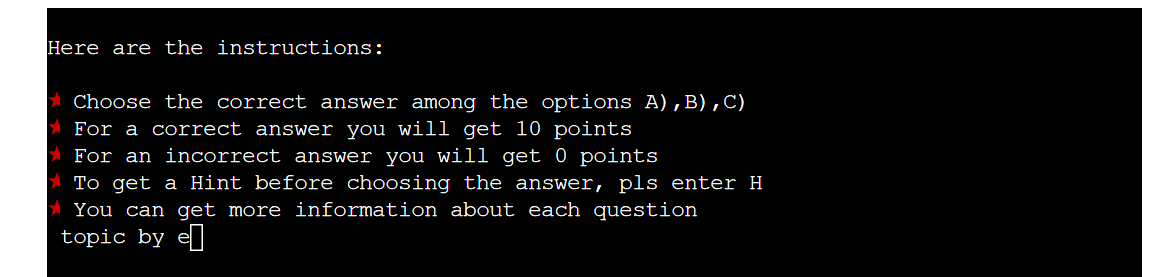 Here are the instructions:
★ Choose the correct answer among the options A),B),C)
★ For a correct answer you will get 10 points
★ For an incorrect answer you will get 0 points
★ To get a Hint before choosing the answer, pls enter H
★ You can get more information about each question
topic by e